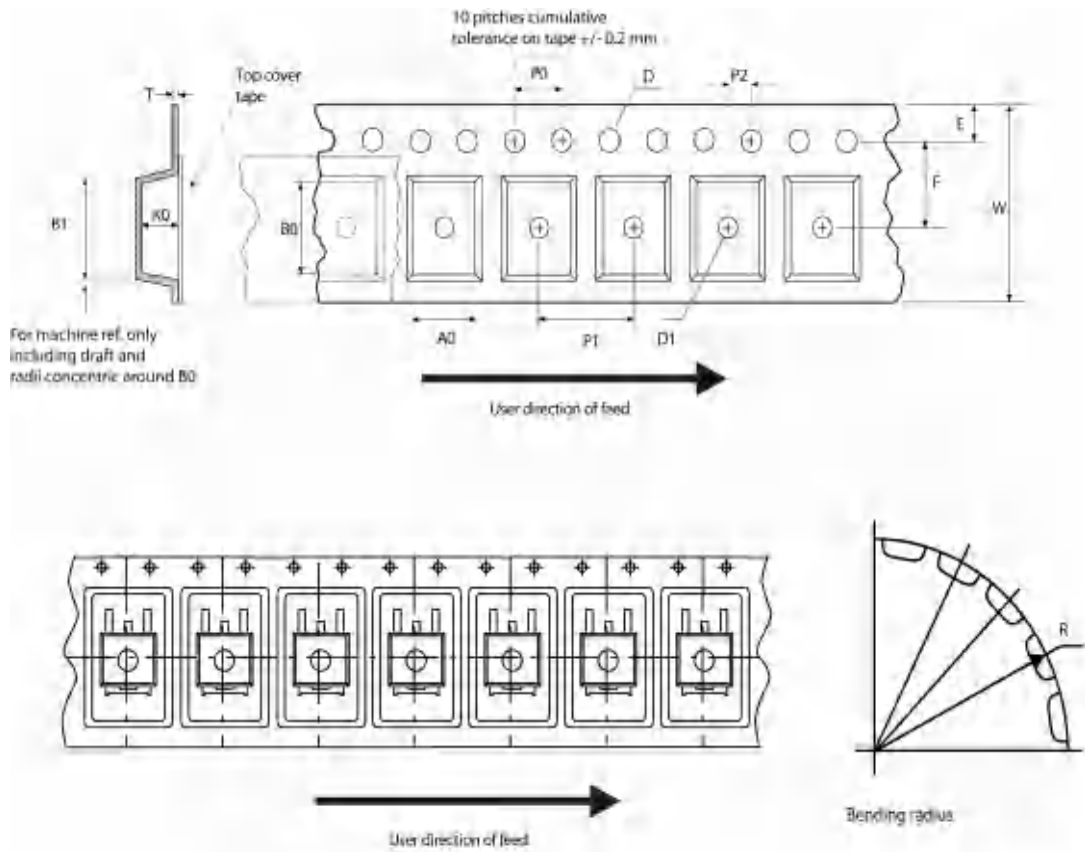 10 pitches cumulative
tolerance on tape +/- 0.2 mm
P0
D
P2
T
Top cover
tape
E
F
W
B1
K0
B0
A0
P1
D1
For machine ref. only
including draft and
radii concentric around B0
User direction of feed
R
Bending radius
User direction of feed